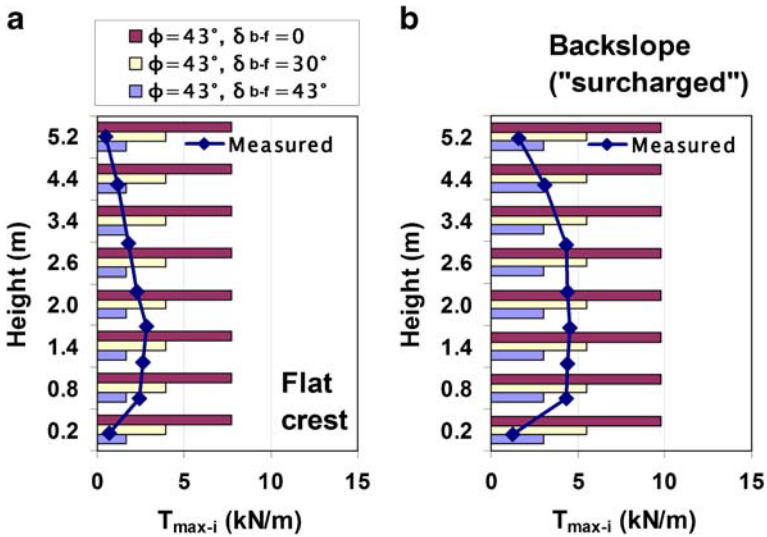 a
ϕ=43°, δ b-f=0
ϕ=43°, δ b-f=30°
ϕ=43°, δ b-f=43°
5.2
4.4
3.4
2.6
2.0
1.4
0.8
0.2
Height (m)
Measured
Flat
crest
0 5 10 15
Tmax-i (kN/m)
b
Backslope
("surcharged")
5.2
4.4
3.4
2.6
2.0
1.4
0.8
0.2
Height (m)
Measured
0 5 10 15
Tmax-i (kN/m)